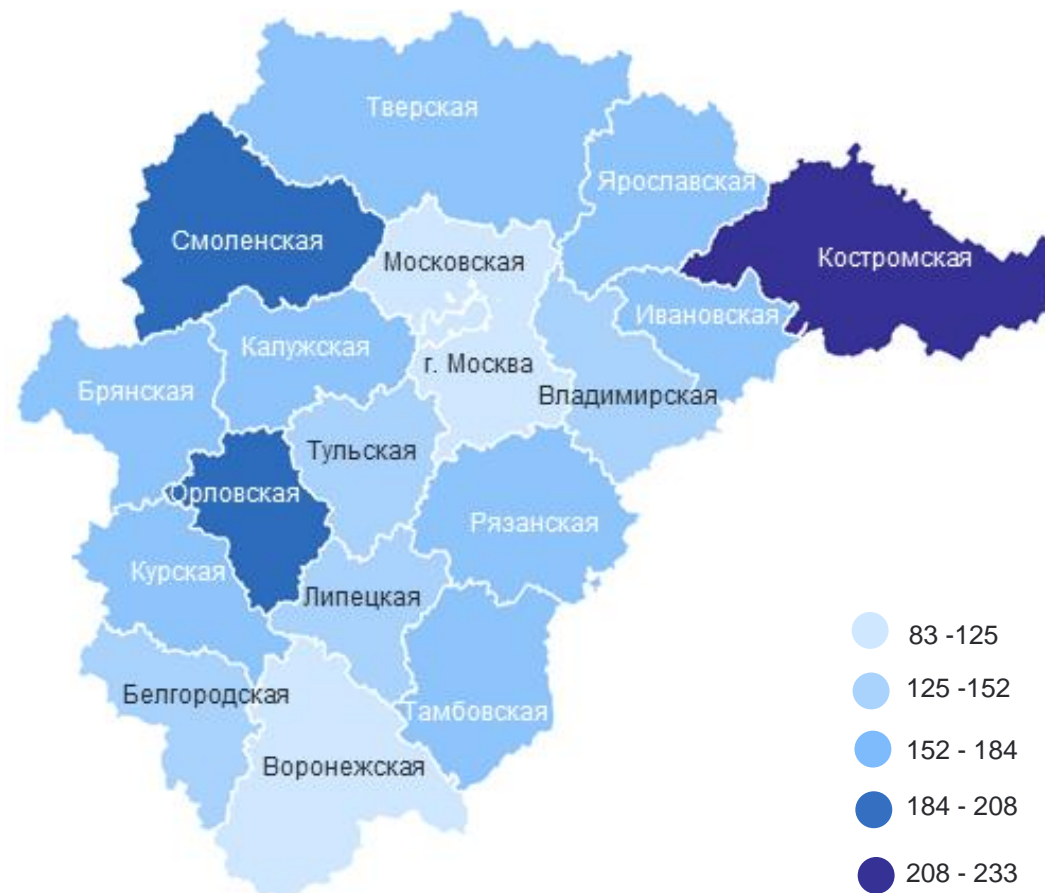 Тверская
Ярославская
Смоленская
Московская
Костромская
Ивановская
Калужская
г. Москва
Брянская
Владимирская
Тульская
Орловская
Рязанская
Курская
Липецкая
Белгородская
Тамбовская
Воронежская
83 -125
125 -152
152 - 184
184 - 208
208 - 233